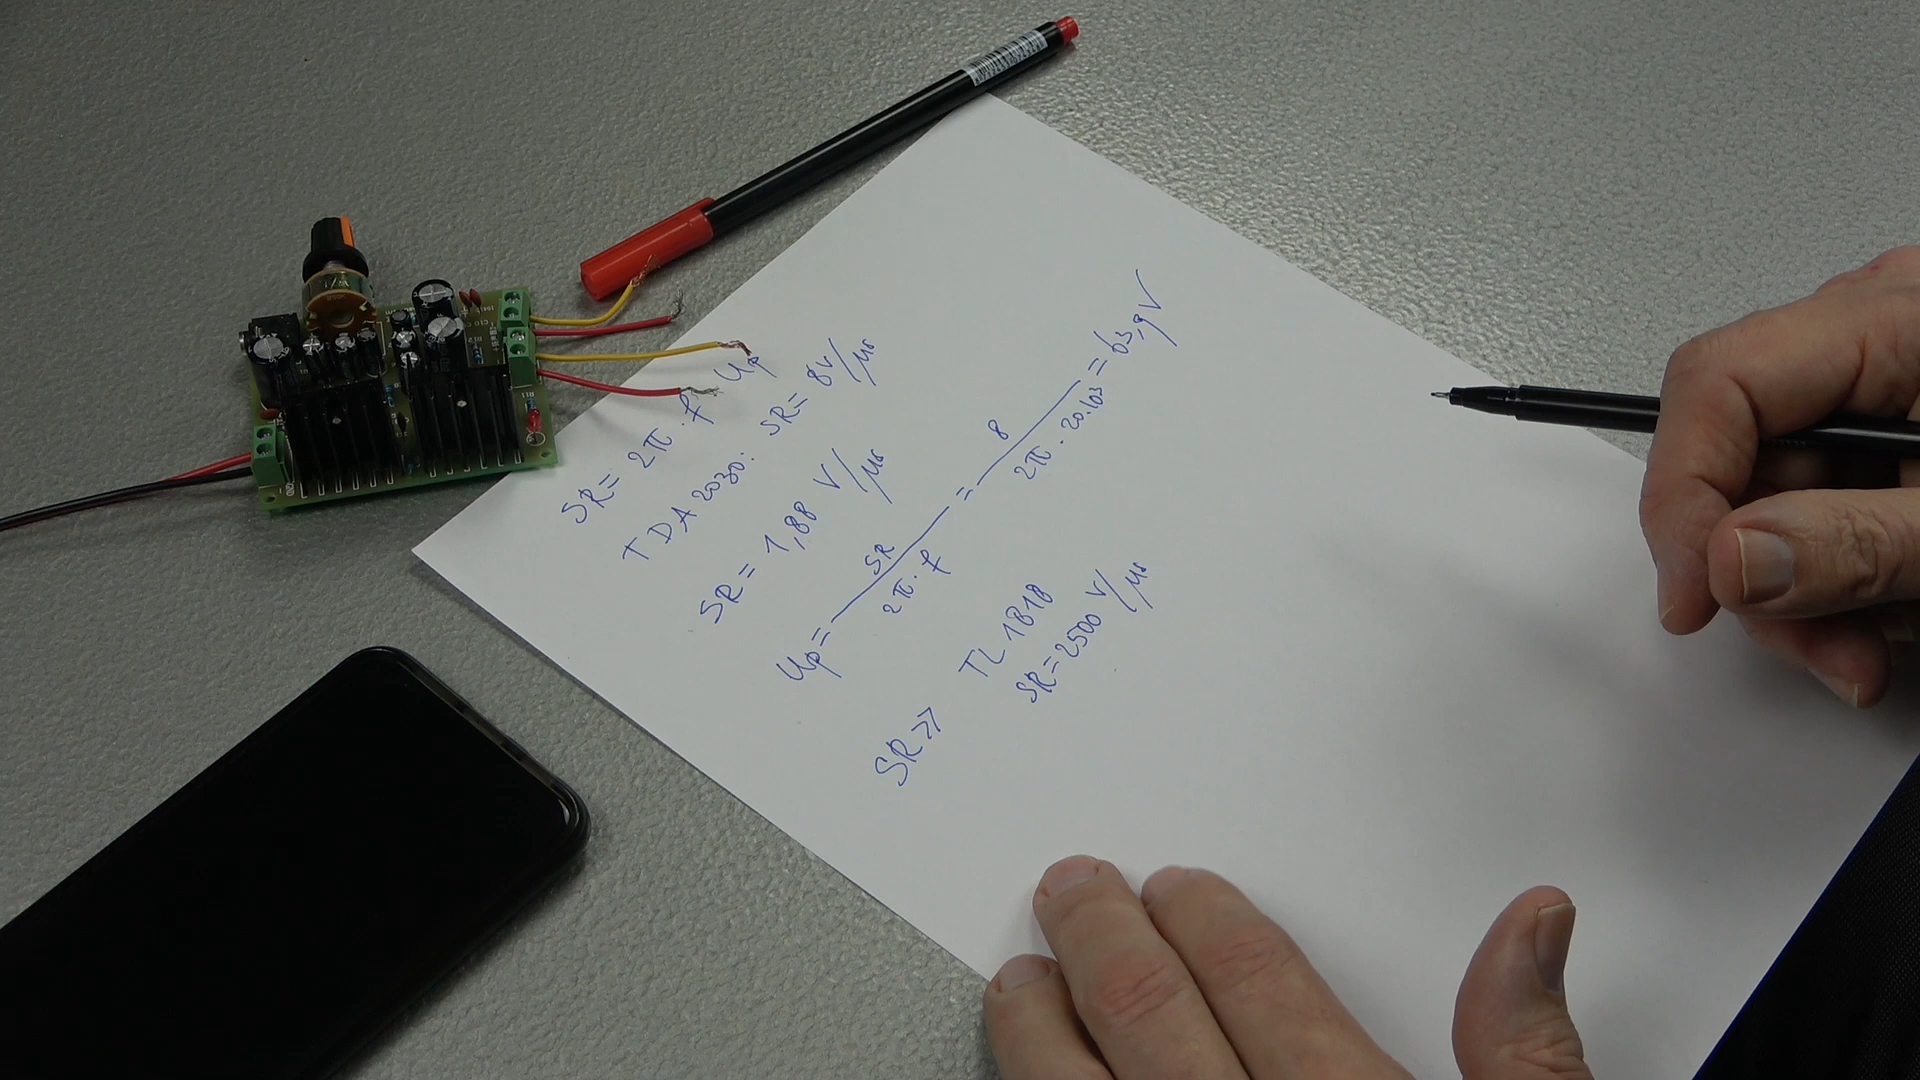 SR = 2π · f · Up
TDA 2030: SR = 8V/μs
SR = 1,88 V/μs
Up = SR / 2π · f = 8 / 2π · 20 · 10³ = 63,9V
TL 1818
SR = 2500 V/μs
SR >>